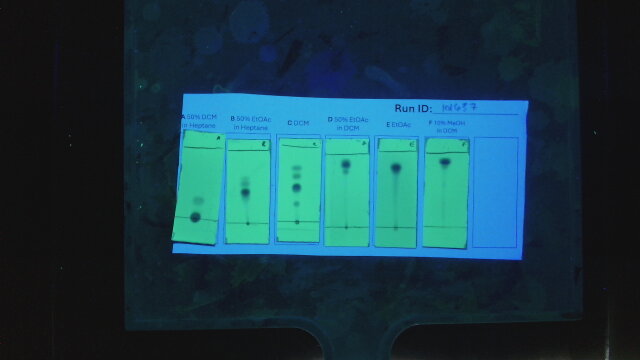 Run ID: 
A 50% DCM
in Heptane
B 50% EtOAc
in Heptane
C DCM
D 50% EtOAc
in DCM
E EtOAc
F 10% MeOH
in DCM